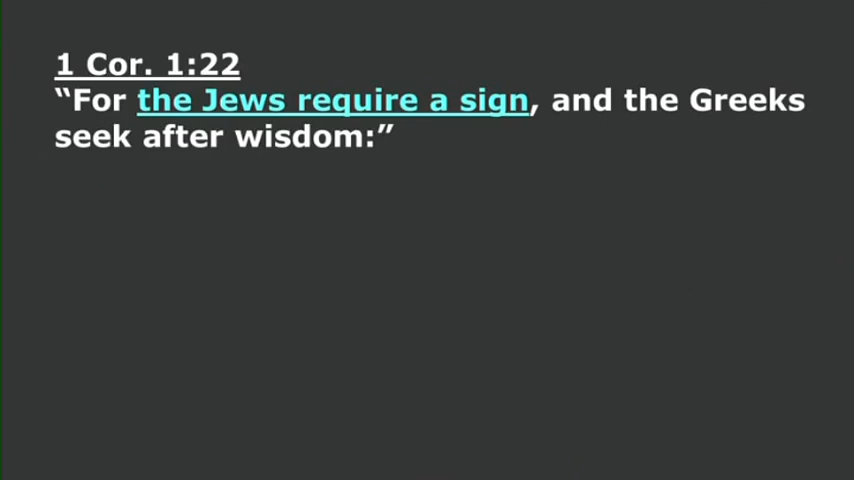 1 Cor. 1:22
“For the Jews require a sign, and the Greeks
seek after wisdom:”